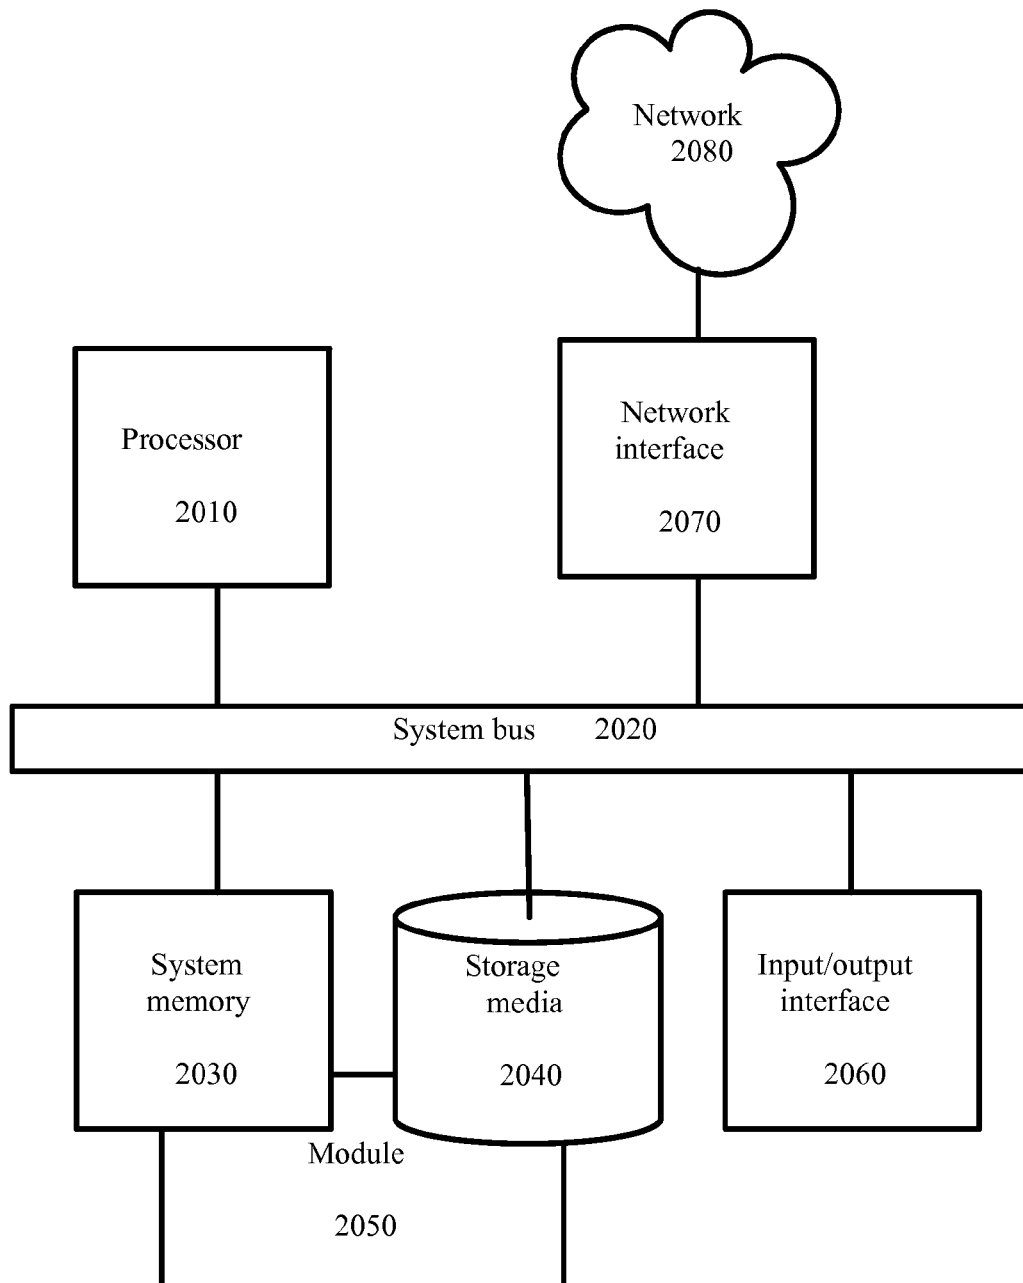 Network
2080
Network
interface
2070
Processor
2010
System bus 2020
System
memory
2030
Storage
media
2040
Input/output
interface
2060
Module
2050